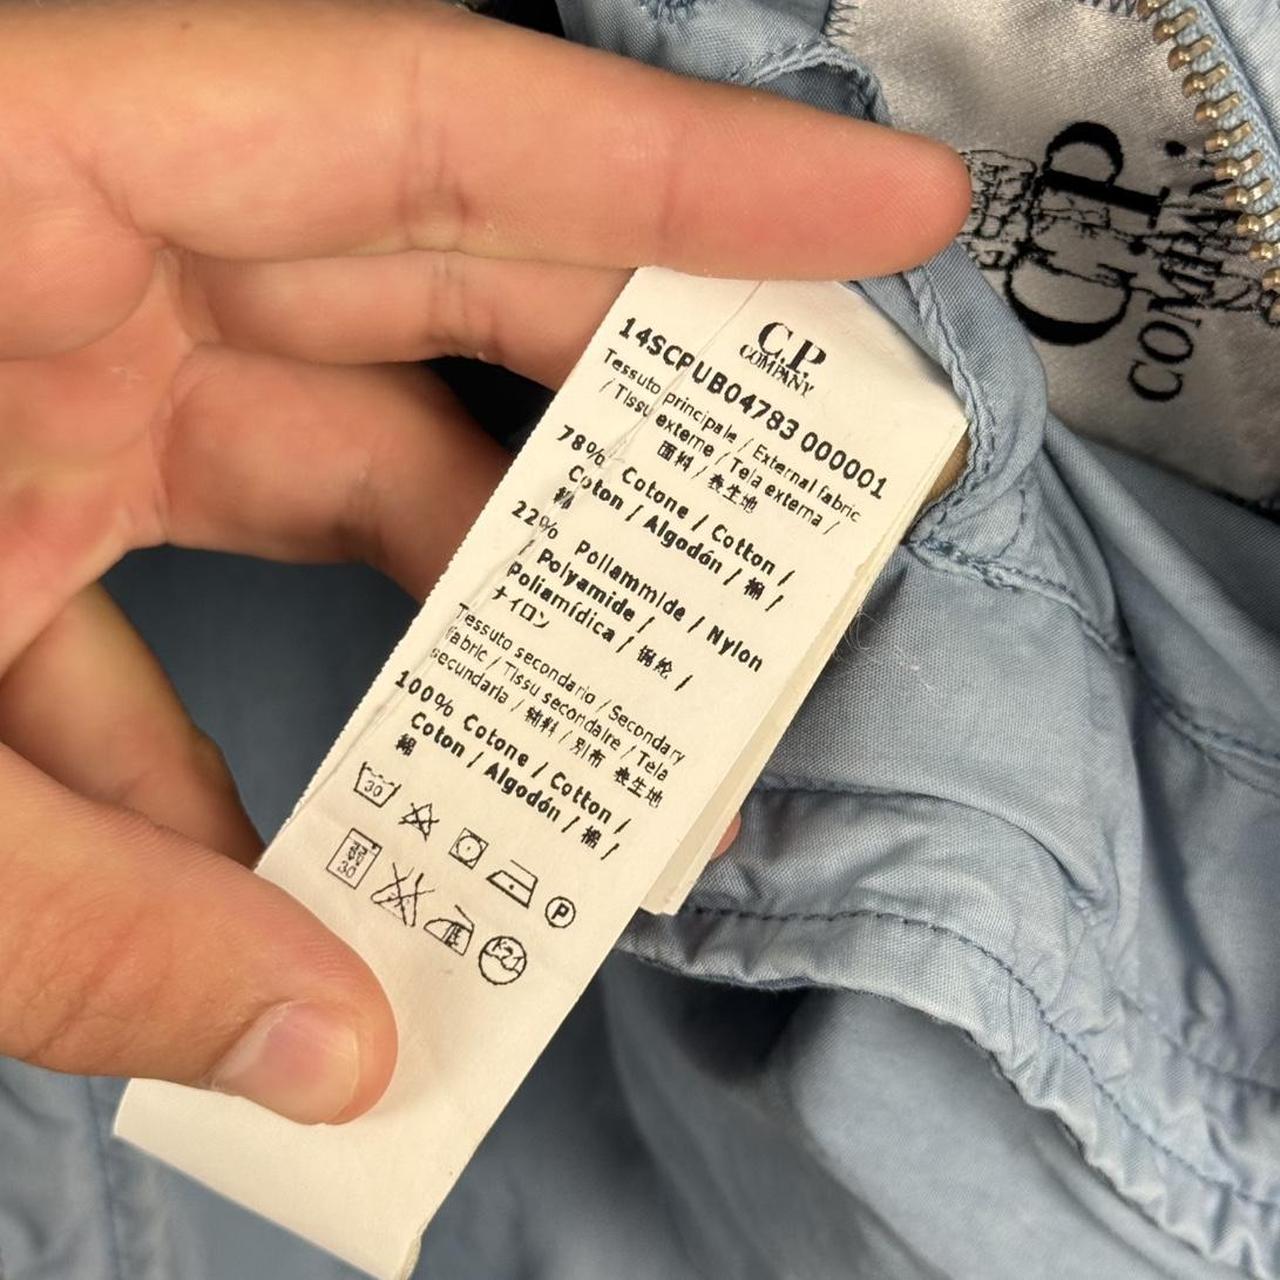 C.P.
COMPANY
14SCPUB04783 000001
Tessuto principale / External fabric
/ Tissu externe / Tela externa /
面料 / 表生地
78% Cotone / Cotton /
Coton / Algodón / 棉 /
綿
22% Poliammide / Nylon
/ Polyamide /
Poliamídica / 锦纶 /
ナイロン
Tessuto secondario / Secondary
fabric / Tissu secondaire / Tela
secundaria / 辅料 / 別布 表生地
100% Cotone / Cotton /
Coton / Algodón / 棉 /
綿
30
P
弱
30
低
C.P.
COMPANY